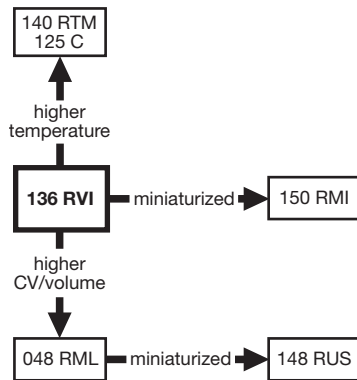 140 RTM
125 C
higher
temperature
136 RVI
miniaturized
150 RMI
higher
CV/volume
048 RML
miniaturized
148 RUS